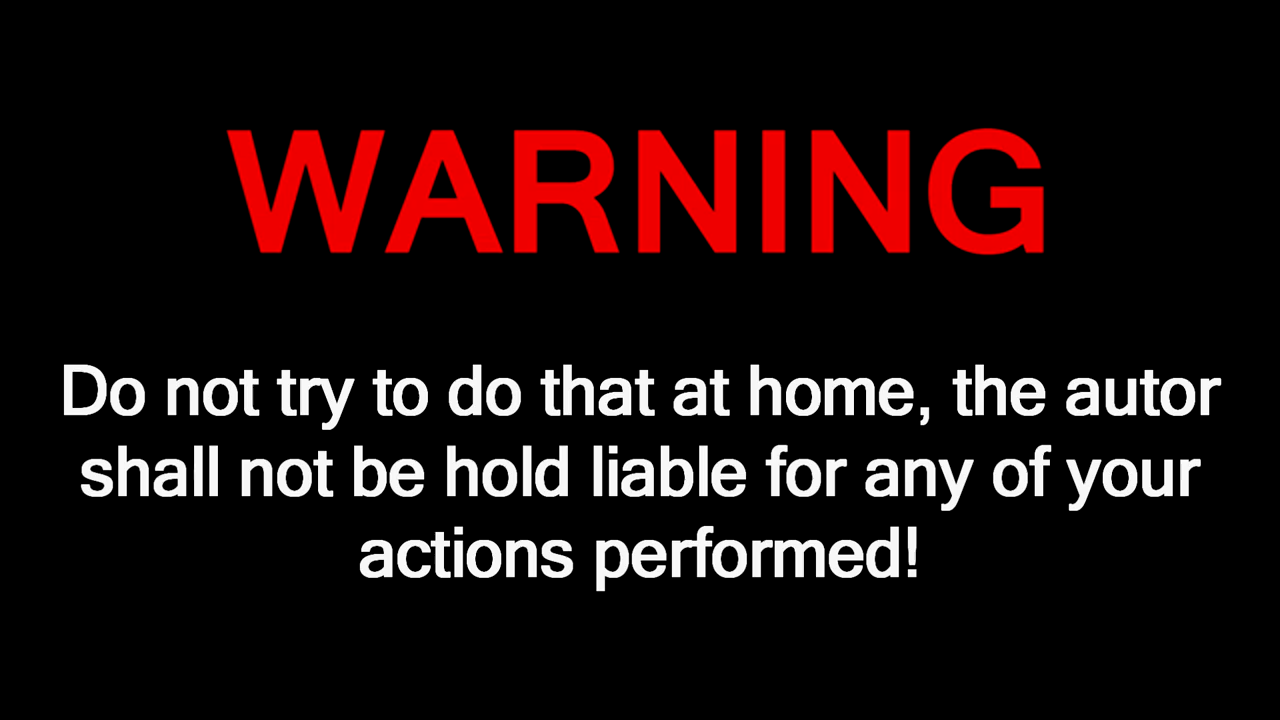 WARNING
Do not try to do that at home, the autor
shall not be hold liable for any of your
actions performed!